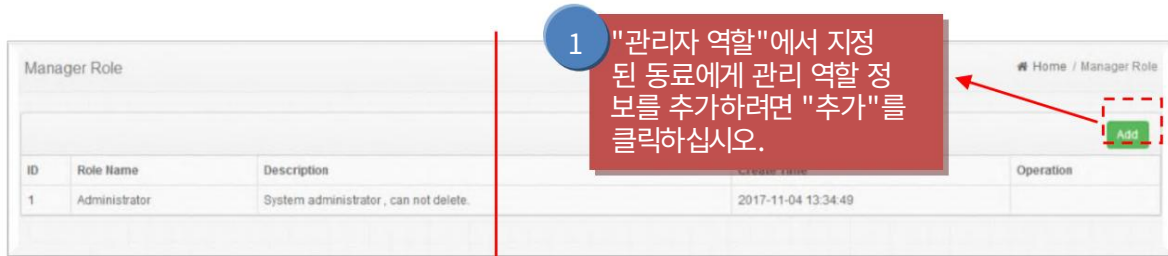 1
"관리자 역할"에서 지정
된 동료에게 관리 역할 정
보를 추가하려면 "추가"를
클릭하십시오.
Manager Role
Home / Manager Role
Add
ID Role Name Description Create Time Operation
1 Administrator System administrator , can not delete. 2017-11-04 13:34:49